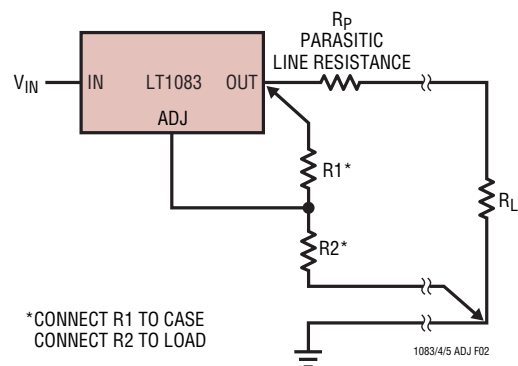 RP
PARASITIC
LINE RESISTANCE
VIN
IN
LT1083
OUT
ADJ
R1*
RL
R2*
*CONNECT R1 TO CASE
CONNECT R2 TO LOAD
1083/4/5 ADJ F02